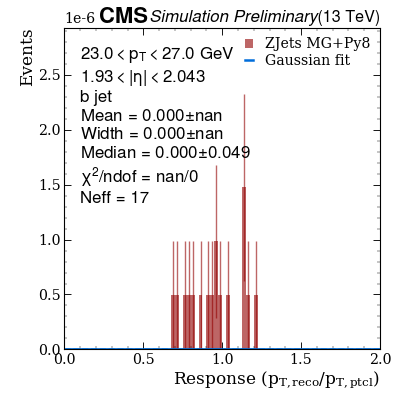 1e-6 CMS Simulation Preliminary (13 TeV)
Events
23.0 < pT < 27.0 GeV
1.93 < |η| < 2.043
b jet
Mean = 0.000±nan
Width = 0.000±nan
Median = 0.000±0.049
χ²/ndof = nan/0
Neff = 17
ZJets MG+Py8
Gaussian fit
2.5
2.0
1.5
1.0
0.5
0.0
0.0 0.5 1.0 1.5 2.0
Response (pT,reco/pT,ptcl)